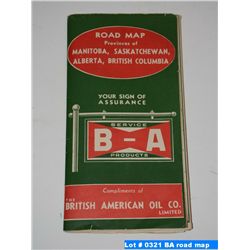 ROAD MAP
Provinces of
MANITOBA, SASKATCHEWAN,
ALBERTA, BRITISH COLUMBIA
YOUR SIGN OF
ASSURANCE
SERVICE
B-A
PRODUCTS
Compliments of
THE
BRITISH AMERICAN OIL CO.
LIMITED
Lot # 0321 BA road map